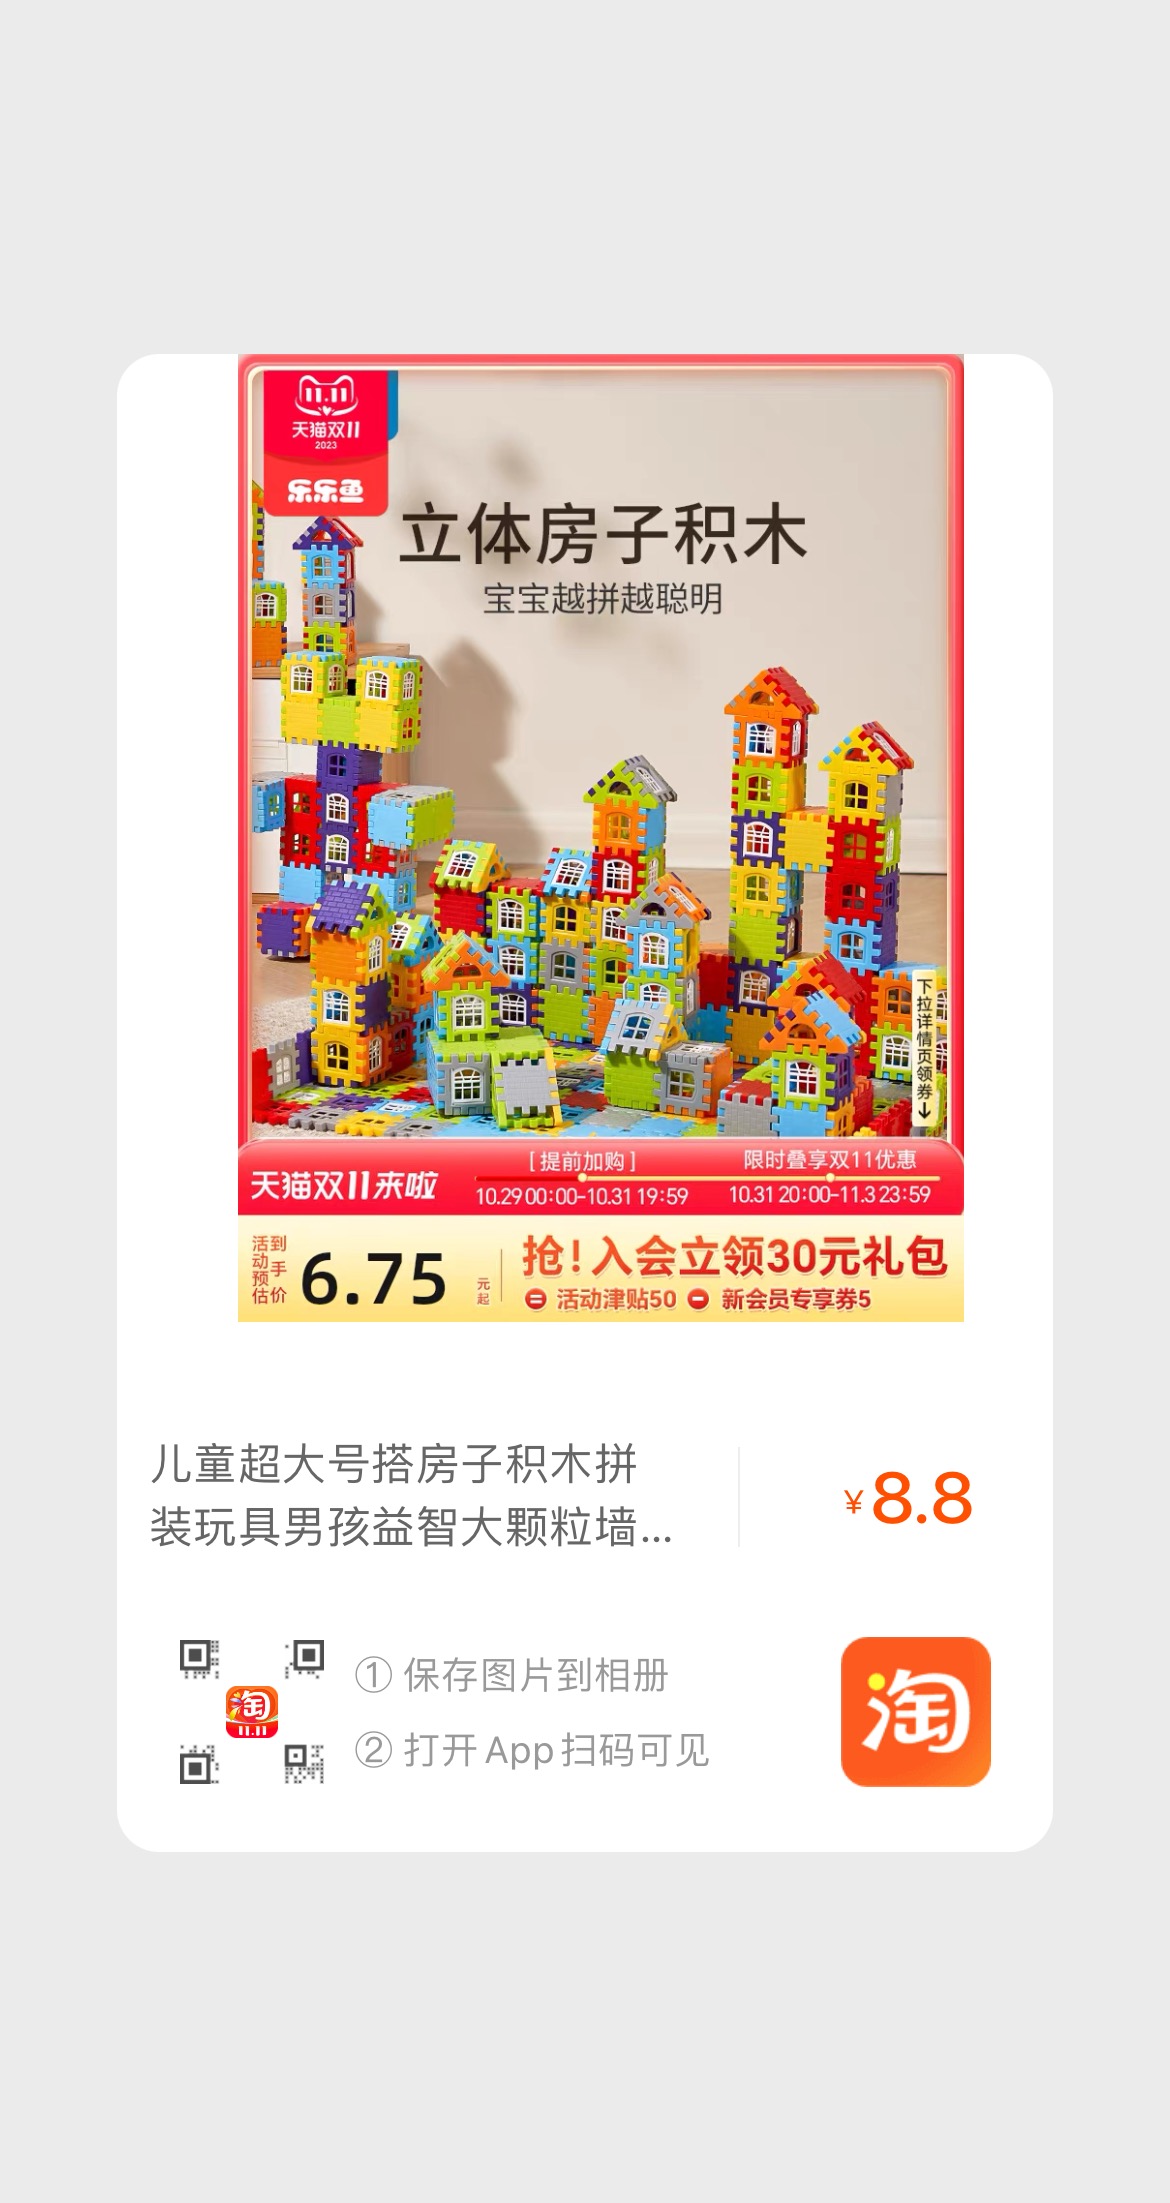 11.11
天猫双11
2023
乐乐鱼
立体房子积木
宝宝越拼越聪明
下拉详情页领券↓
天猫双11来啦
[提前加购]
10.29 00:00-10.31 19:59
限时叠享双11优惠
10.31 20:00-11.3 23:59
活动预估到手价
6.75
元起
抢!入会立领30元礼包
= 活动津贴50 - 新会员专享券5
儿童超大号搭房子积木拼
装玩具男孩益智大颗粒墙...
¥8.8
淘
11.11
① 保存图片到相册
② 打开App扫码可见
淘